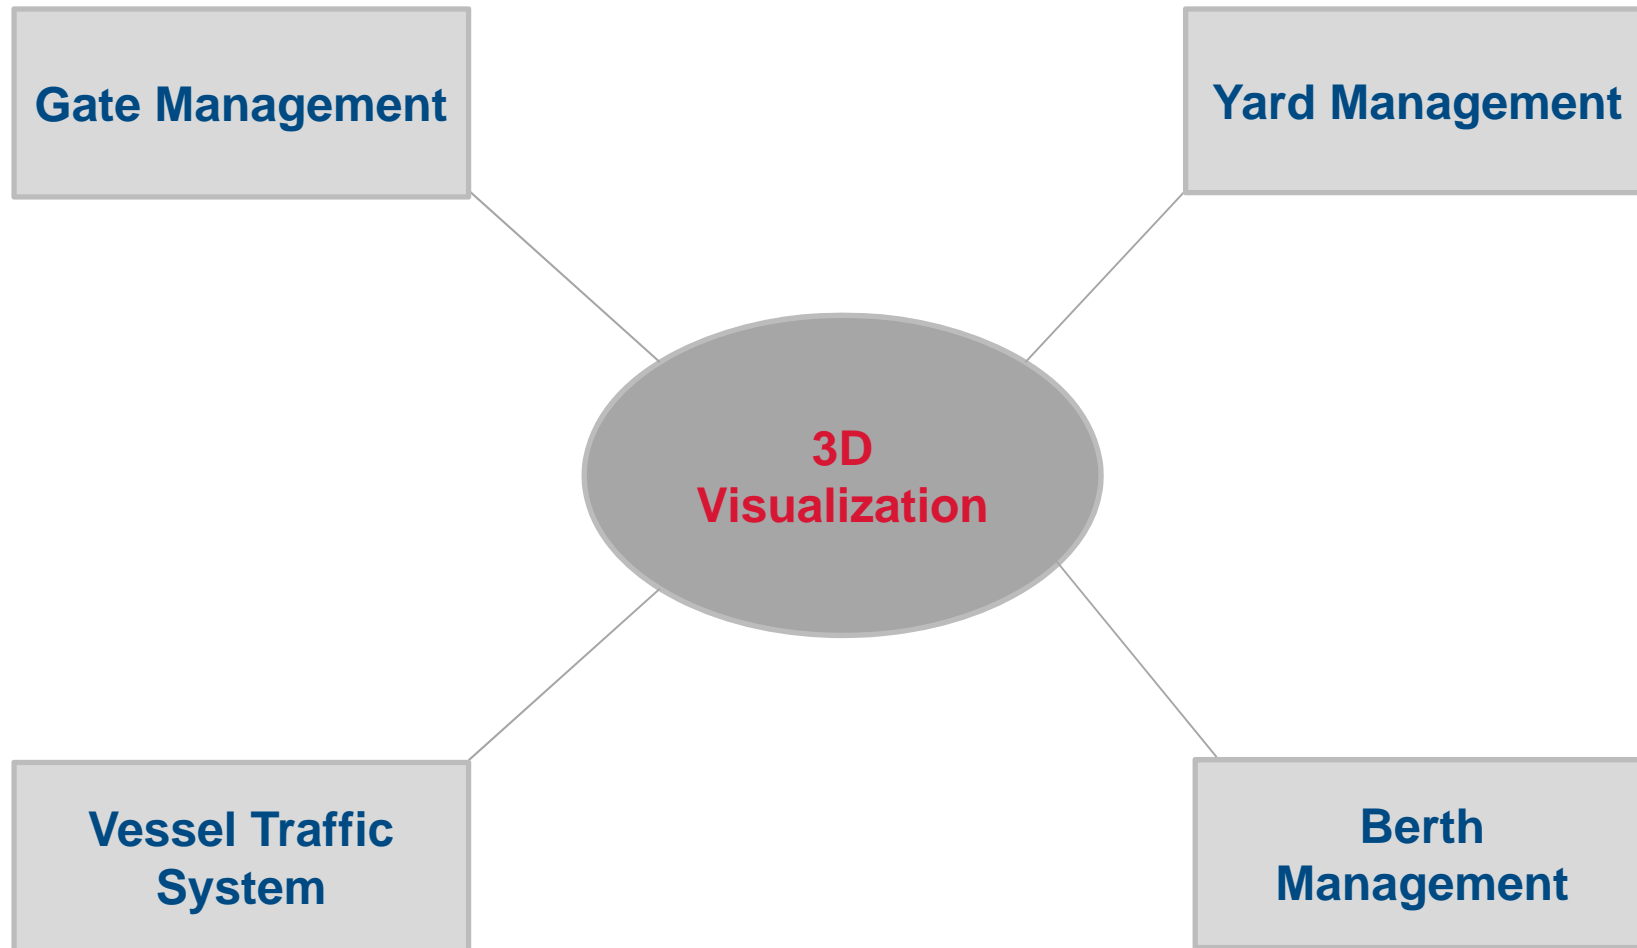 Gate Management
Yard Management
3D
Visualization
Vessel Traffic
System
Berth
Management